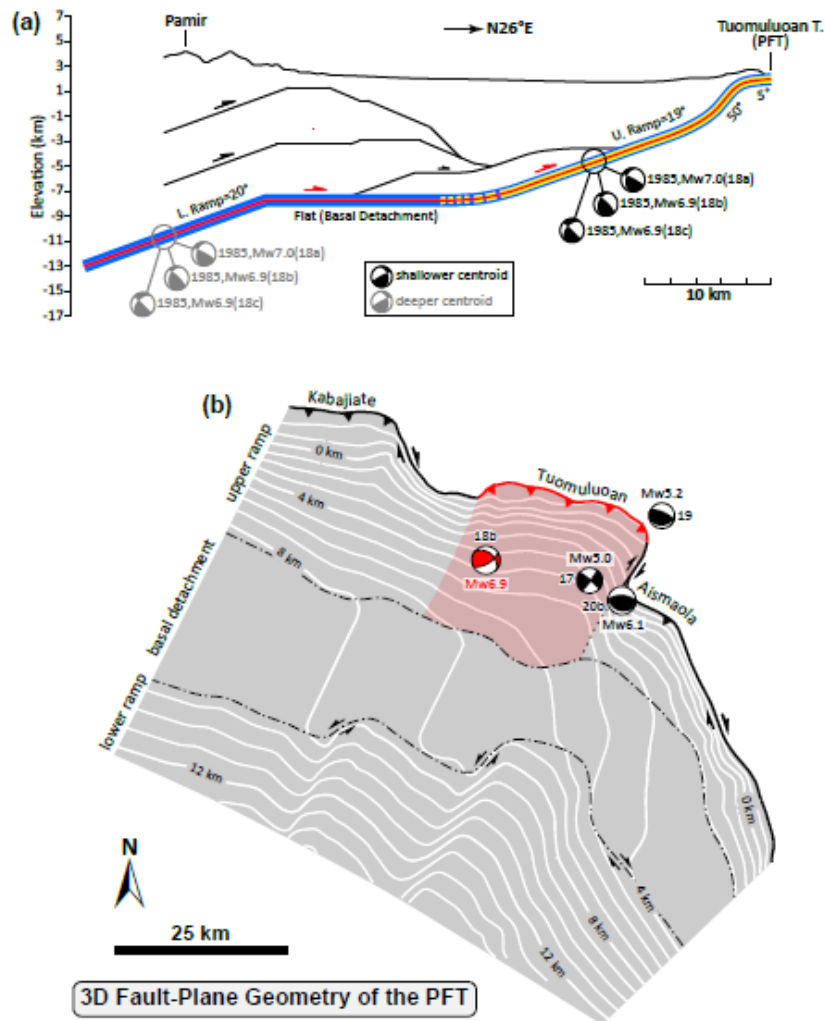 (a)
7
Pamir
N26°E
Tuomuluoan T.
(PFT)
5
3
1
-1
-3
-5
-7
-9
-11
-13
-15
-17
Elevation (km)
5°
50°
U. Ramp=19°
L. Ramp=20°
Flat (Basal Detachment)
1985,Mw7.0(18a)
1985,Mw6.9(18b)
1985,Mw6.9(18c)
1985,Mw7.0(18a)
1985,Mw6.9(18b)
1985,Mw6.9(18c)
shallower centroid
deeper centroid
10 km
(b)
Kabajiate
0 km
4 km
8 km
upper ramp
basal detachment
lower ramp
Tuomuluoan
Mw5.2
19
18b
Mw6.9
Mw5.0
17
20b
Mw6.1
Aismaola
12 km
0 km
4 km
8 km
12 km
N
25 km
3D Fault-Plane Geometry of the PFT